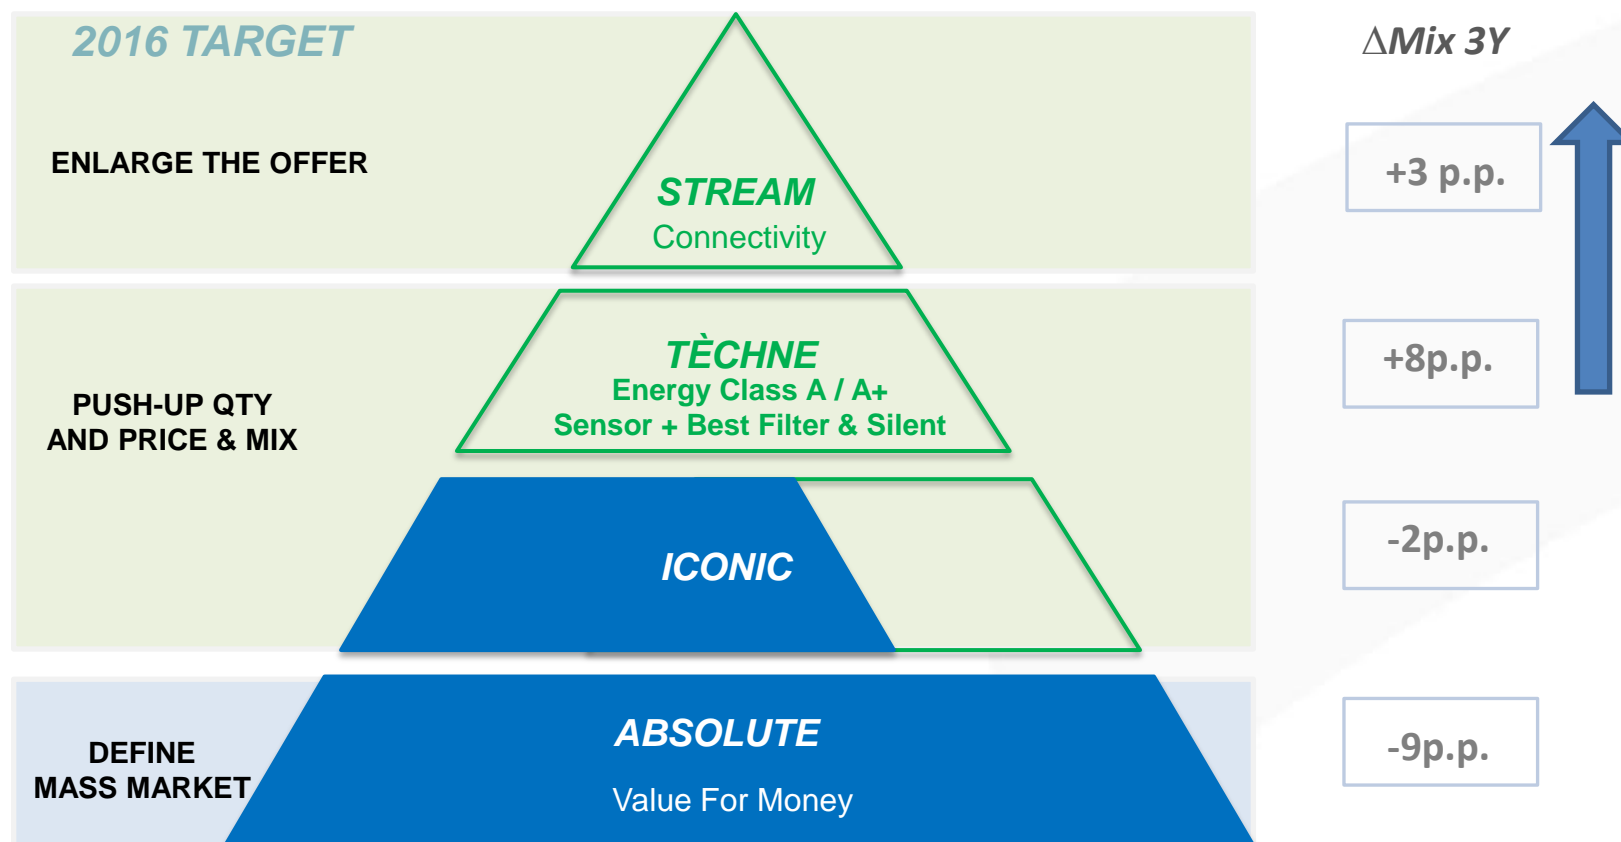 2016 TARGET
∆Mix 3Y
ENLARGE THE OFFER
STREAM
Connectivity
+3 p.p.
PUSH-UP QTY
AND PRICE & MIX
TÈCHNE
Energy Class A / A+
Sensor + Best Filter & Silent
+8p.p.
ICONIC
-2p.p.
DEFINE
MASS MARKET
ABSOLUTE
Value For Money
-9p.p.